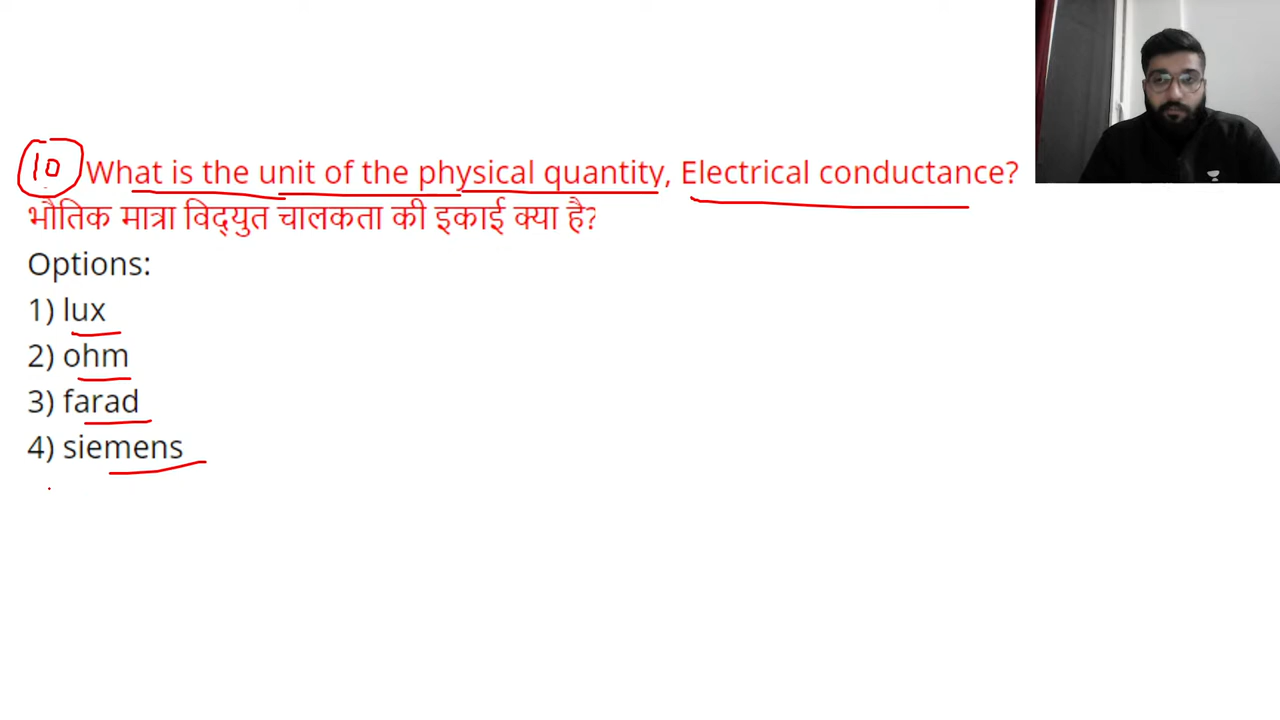 10 What is the unit of the physical quantity, Electrical conductance?
भौतिक मात्रा विद्युत चालकता की इकाई क्या है?
Options:
1) lux
2) ohm
3) farad
4) siemens